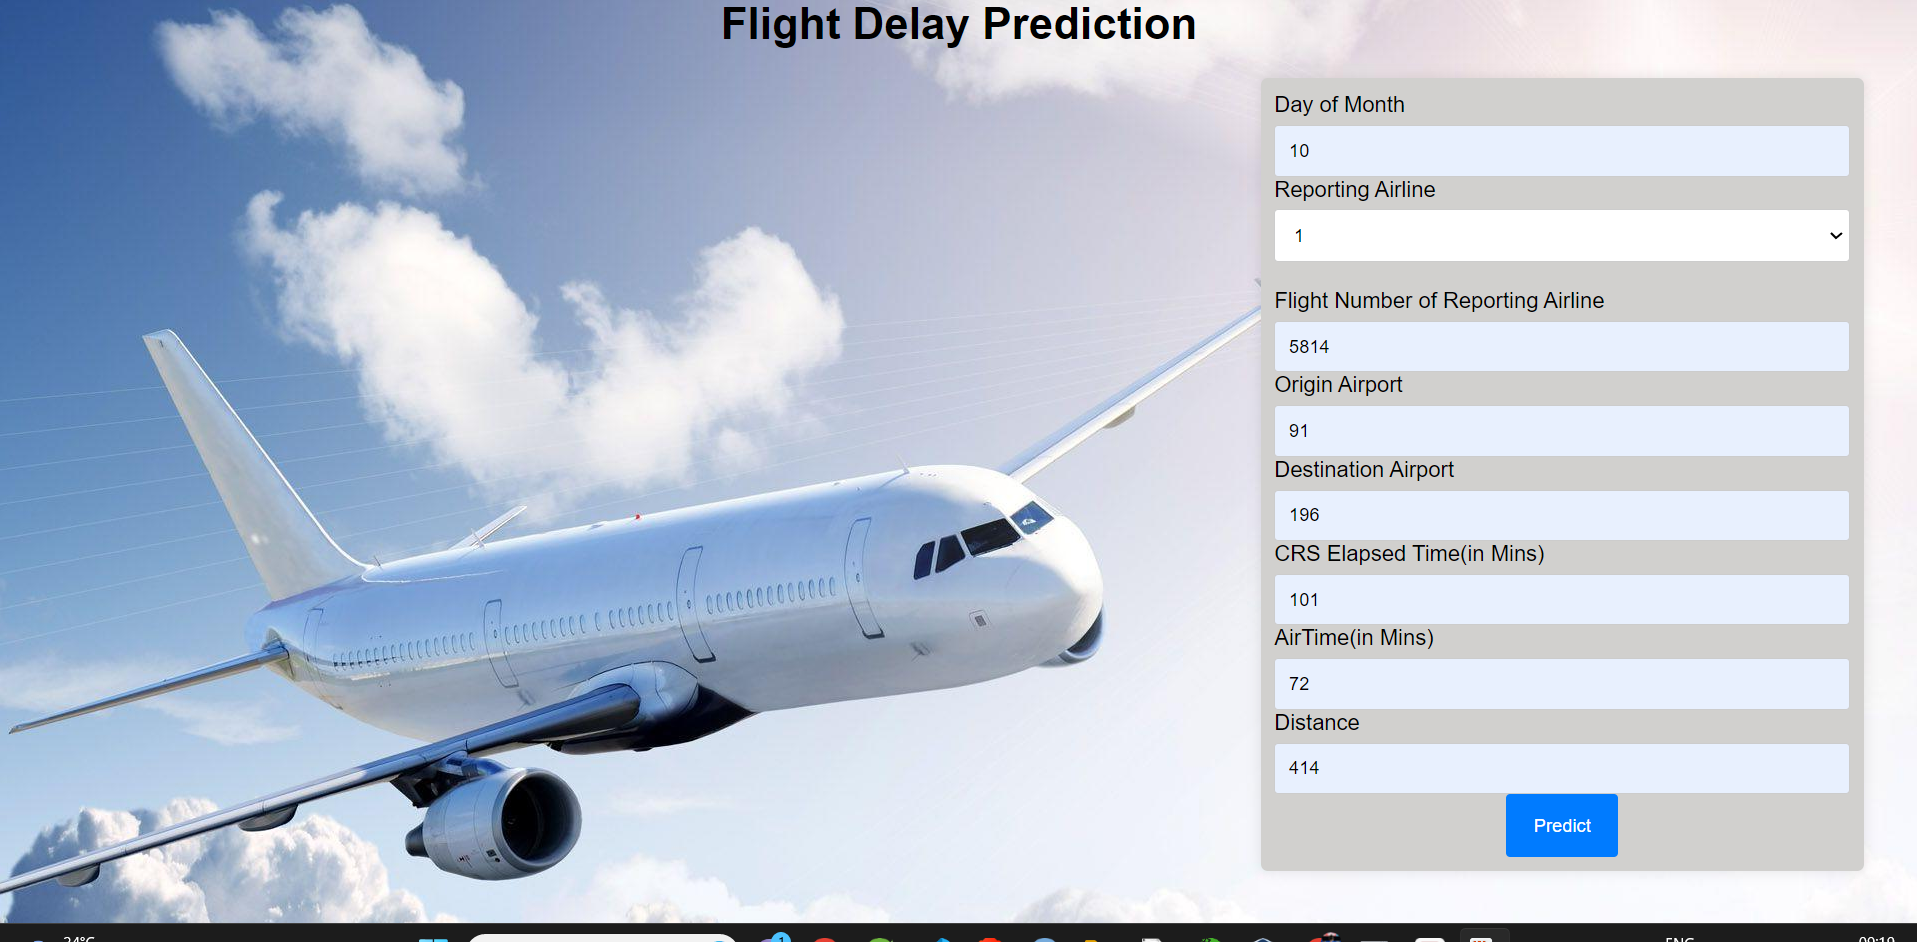 Flight Delay Prediction
Day of Month
10
Reporting Airline
1
Flight Number of Reporting Airline
5814
Origin Airport
91
Destination Airport
196
CRS Elapsed Time(in Mins)
101
AirTime(in Mins)
72
Distance
414
Predict
1